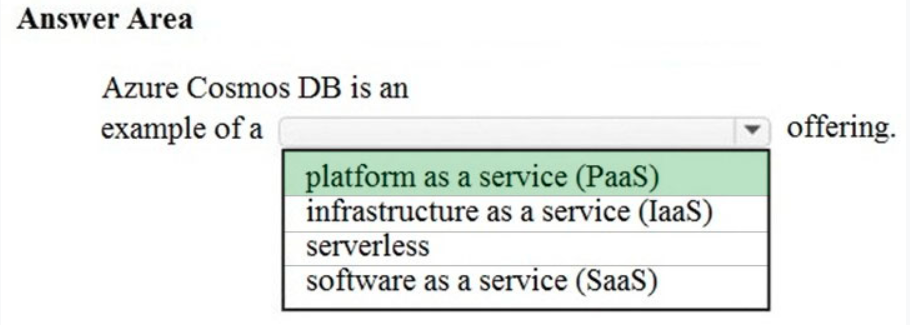 Answer Area
Azure Cosmos DB is an
example of a offering.
platform as a service (PaaS)
infrastructure as a service (IaaS)
serverless
software as a service (SaaS)